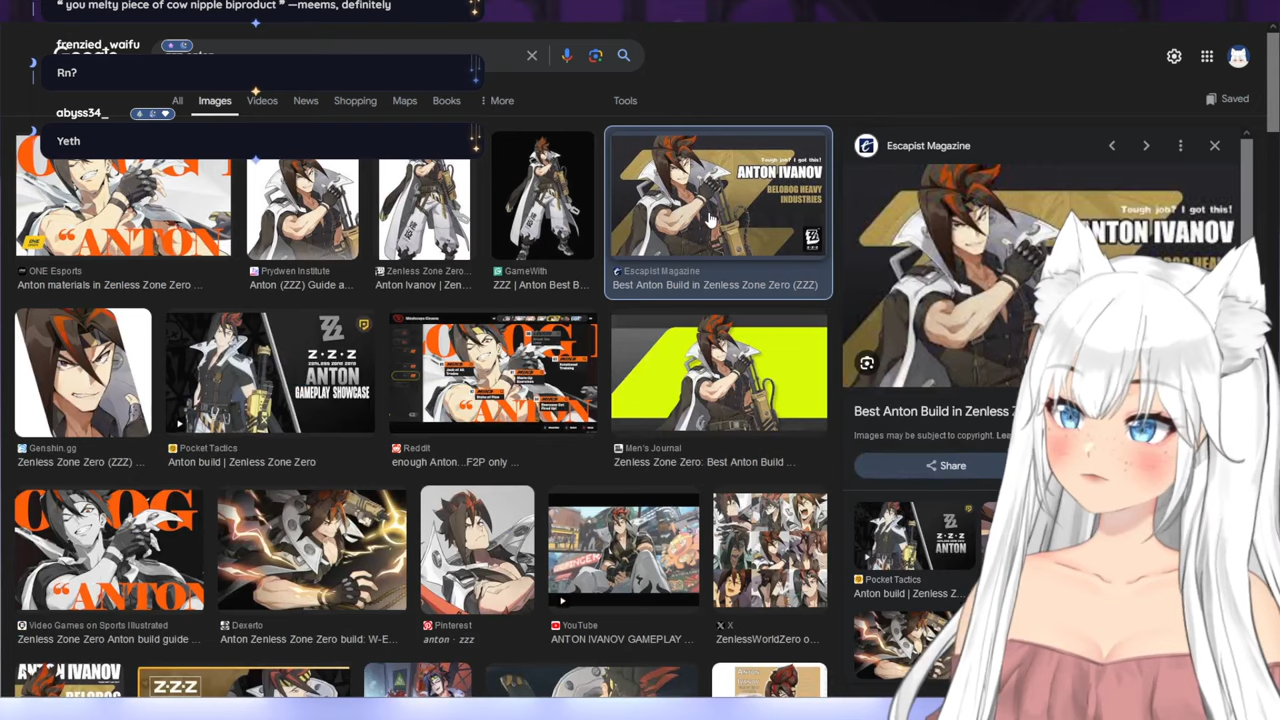 “ you melty piece of cow nipple biproduct ” —meems, definitely
frenzied_waifu
Rn?
abyss34_
Yeth
All
Images
Videos
News
Shopping
Maps
Books
More
Tools
Saved
ONE Esports
Anton materials in Zenless Zone Zero ...
Prydwen Institute
Anton (ZZZ) Guide a...
Zenless Zone Zero...
Anton Ivanov | Zen...
GameWith
ZZZ | Anton Best B...
Tough job? I got this!
ANTON IVANOV
BELOBOG HEAVY
INDUSTRIES
Escapist Magazine
Best Anton Build in Zenless Zone Zero (ZZZ)
“ANTON
Genshin.gg
Zenless Zone Zero (ZZZ) ...
Z·Z·Z
ZENLESS ZONE ZERO
ANTON
GAMEPLAY SHOWCASE
Pocket Tactics
Anton build | Zenless Zone Zero
Reddit
enough Anton...F2P only ...
Men's Journal
Zenless Zone Zero: Best Anton Build ...
“ANTON
Video Games on Sports Illustrated
Zenless Zone Zero Anton build guide ...
Dexerto
Anton Zenless Zone Zero build: W-E...
Pinterest
anton · zzz
YouTube
ANTON IVANOV GAMEPLAY ...
X
ZenlessWorldZero o...
ANTON IVANOV
BELOBOG
Z·Z·Z
Escapist Magazine
Tough job? I got this!
ANTON IVANOV
Best Anton Build in Zenless Z
Images may be subject to copyright. Lea
Share
Z·Z·Z
ANTON
Pocket Tactics
Anton build | Zenless Z...